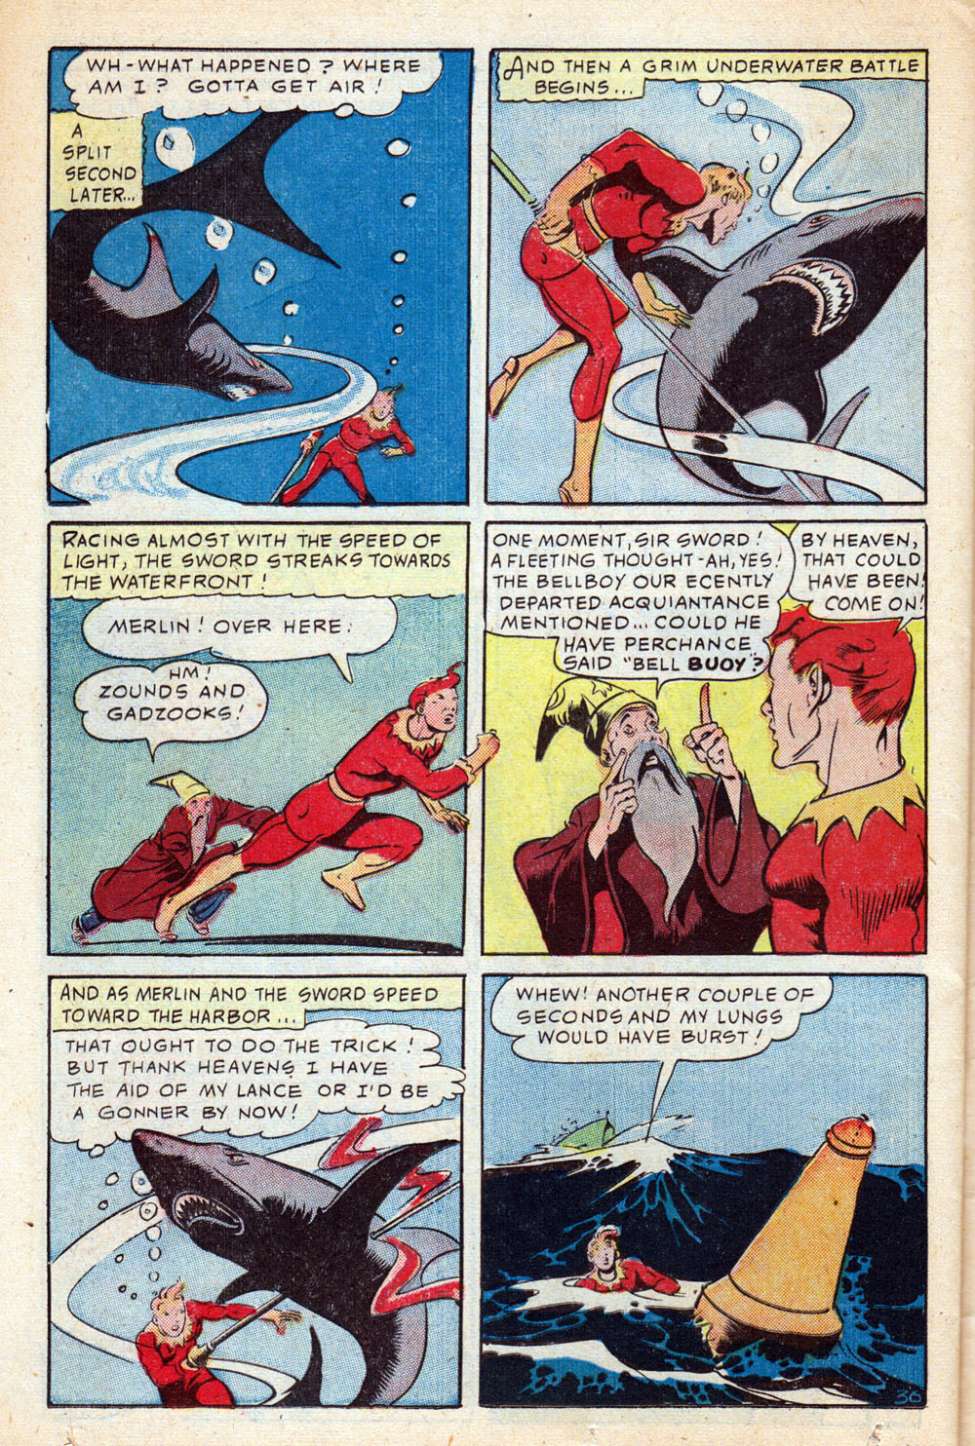 WH-WHAT HAPPENED? WHERE
AM I? GOTTA GET AIR!
A
SPLIT
SECOND
LATER...
AND THEN A GRIM UNDERWATER BATTLE
BEGINS...
RACING ALMOST WITH THE SPEED OF
LIGHT, THE SWORD STREAKS TOWARDS
THE WATERFRONT!
MERLIN! OVER HERE.
HM!
ZOUNDS AND
GADZOOKS!
ONE MOMENT, SIR SWORD!
A FLEETING THOUGHT-AH, YES!
THE BELLBOY OUR ECENTLY
DEPARTED ACQUIANTANCE
MENTIONED... COULD HE
HAVE PERCHANCE
SAID "BELL BUOY"?
BY HEAVEN,
THAT COULD
HAVE BEEN!
COME ON!
AND AS MERLIN AND THE SWORD SPEED
TOWARD THE HARBOR...
THAT OUGHT TO DO THE TRICK!
BUT THANK HEAVENS I HAVE
THE AID OF MY LANCE OR I'D BE
A GONNER BY NOW!
WHEW! ANOTHER COUPLE OF
SECONDS AND MY LUNGS
WOULD HAVE BURST!
36